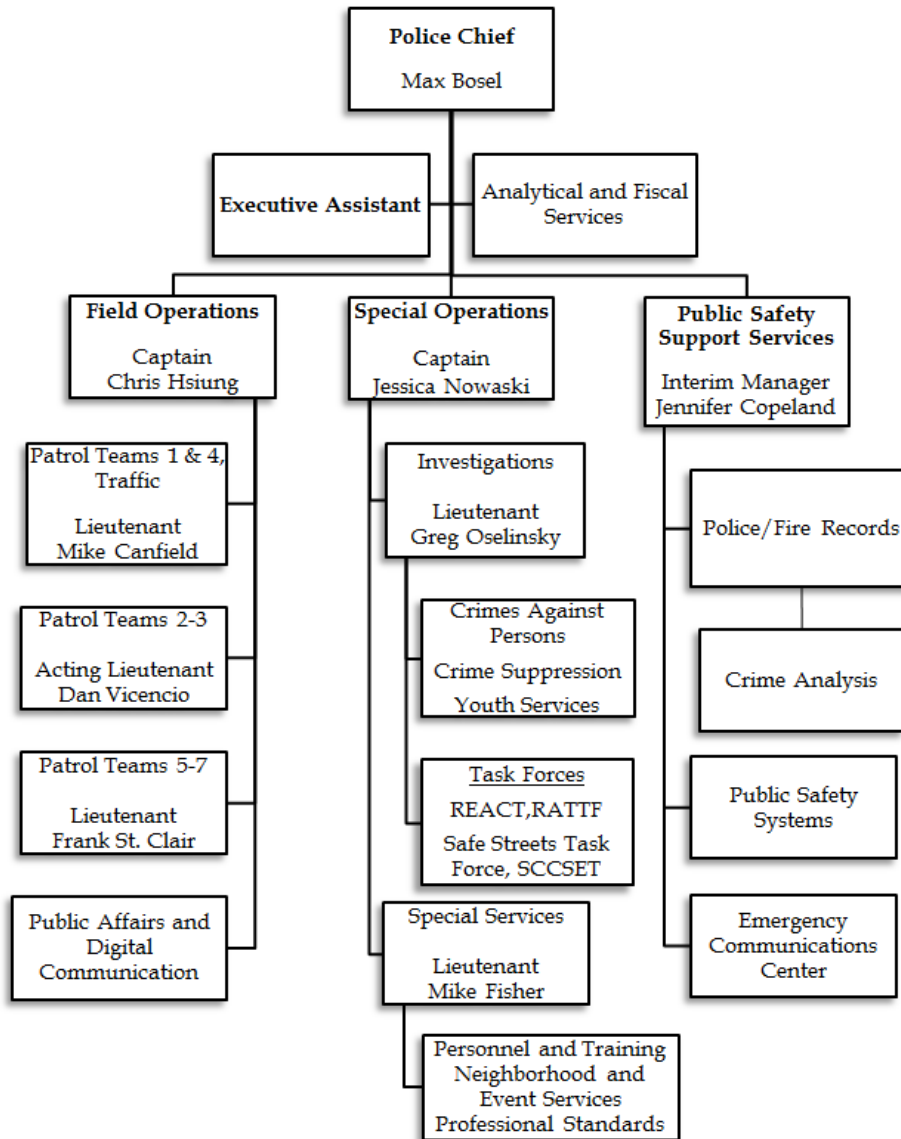 Police Chief
Max Bosel
Executive Assistant
Analytical and Fiscal
Services
Field Operations
Captain
Chris Hsiung
Patrol Teams 1 & 4,
Traffic
Lieutenant
Mike Canfield
Patrol Teams 2-3
Acting Lieutenant
Dan Vicencio
Patrol Teams 5-7
Lieutenant
Frank St. Clair
Public Affairs and
Digital
Communication
Special Operations
Captain
Jessica Nowaski
Investigations
Lieutenant
Greg Oselinsky
Crimes Against
Persons
Crime Suppression
Youth Services
Task Forces
REACT,RATTF
Safe Streets Task
Force, SCCSET
Special Services
Lieutenant
Mike Fisher
Personnel and Training
Neighborhood and
Event Services
Professional Standards
Public Safety
Support Services
Interim Manager
Jennifer Copeland
Police/Fire Records
Crime Analysis
Public Safety
Systems
Emergency
Communications
Center